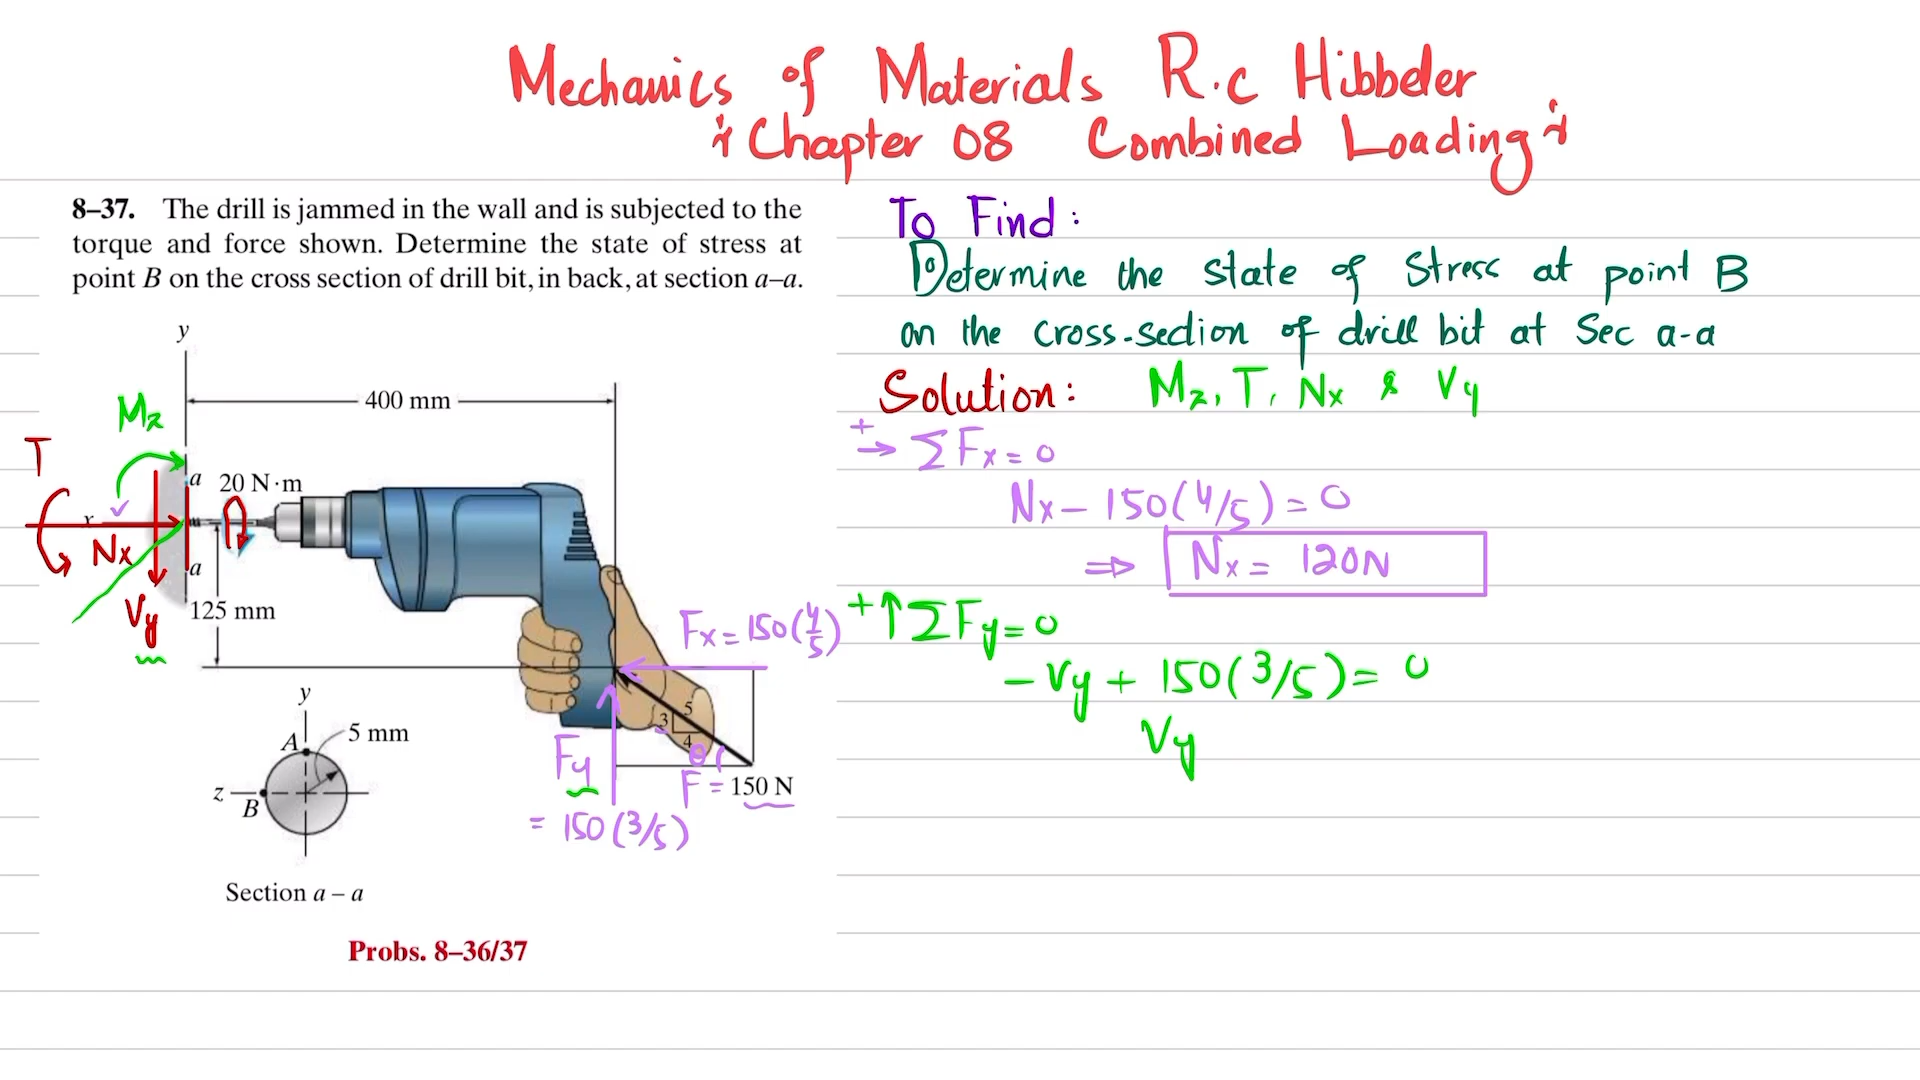 Mechanics of Materials R.C Hibbeler
Chapter 08 Combined Loading
8–37. The drill is jammed in the wall and is subjected to the
torque and force shown. Determine the state of stress at
point B on the cross section of drill bit, in back, at section a–a.
y
400 mm
Mz
T
a
20 N·m
x
Nx
a
Vy
125 mm
Fx = 150(4/5)
3
5
4
θ
Fy
= 150(3/5)
F = 150 N
y
A
5 mm
z
B
Section a – a
Probs. 8–36/37
To Find:
Determine the state of stress at point B
on the cross-section of drill bit at Sec a-a
Solution: Mz, T, Nx & Vy
+→ ΣFx = 0
Nx – 150(4/5) = 0
⇒ Nx = 120N
+↑ΣFy = 0
– Vy + 150(3/5) = 0
Vy